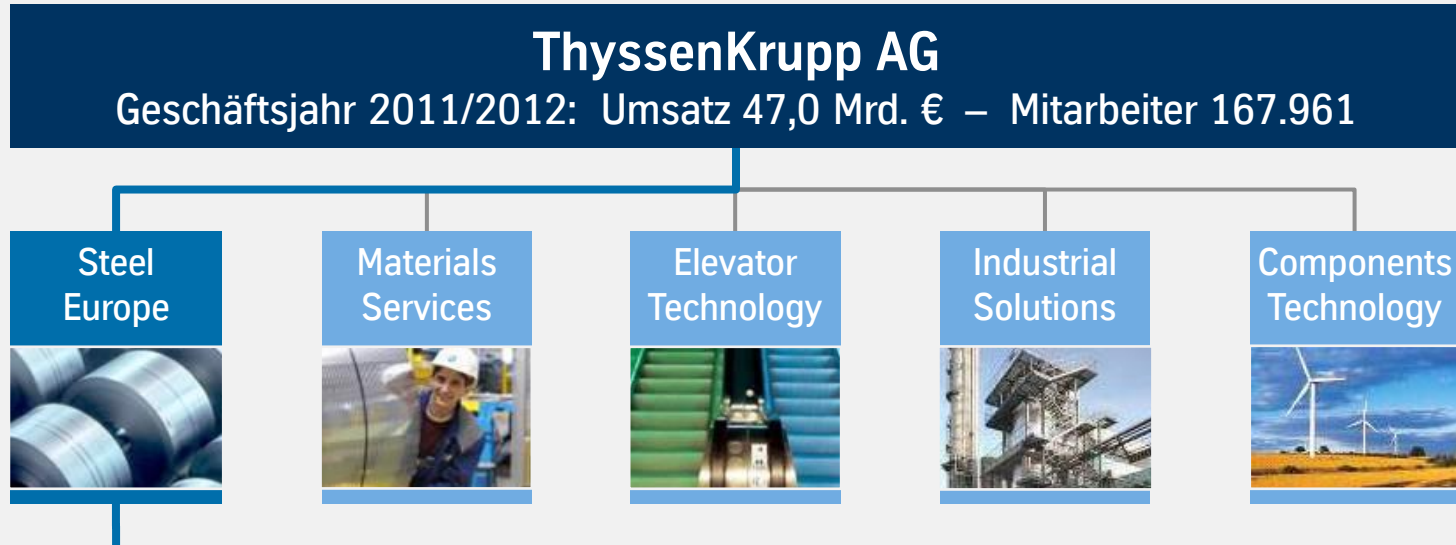 ThyssenKrupp AG
Geschäftsjahr 2011/2012: Umsatz 47,0 Mrd. € – Mitarbeiter 167.961
Steel
Europe
Materials
Services
Elevator
Technology
Industrial
Solutions
Components
Technology